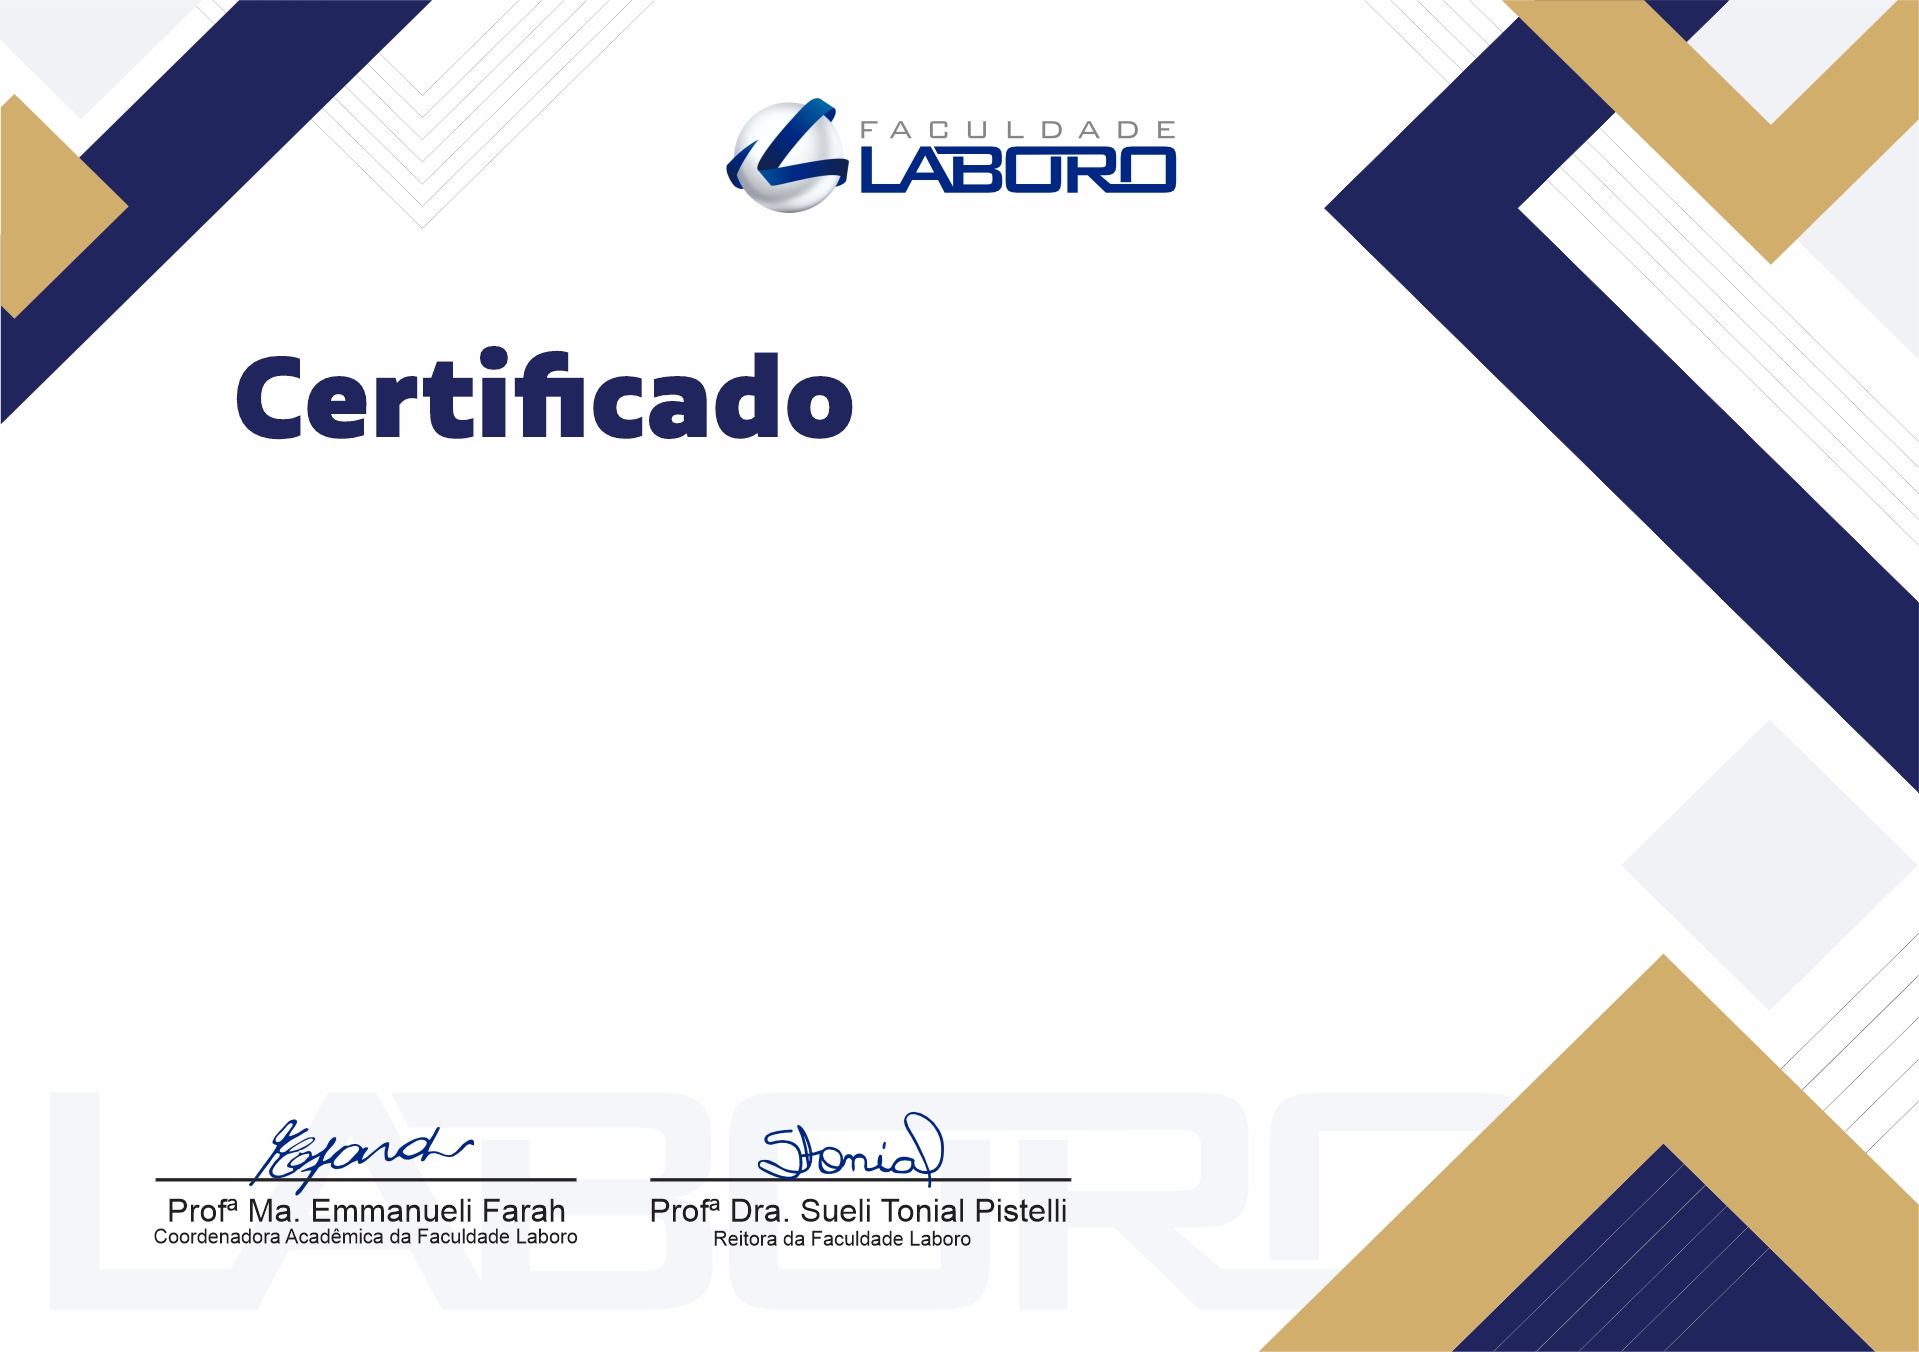 FACULDADE
LABORO
Certificado
LABORO
Profª Ma. Emmanueli Farah
Coordenadora Acadêmica da Faculdade Laboro
Profª Dra. Sueli Tonial Pistelli
Reitora da Faculdade Laboro